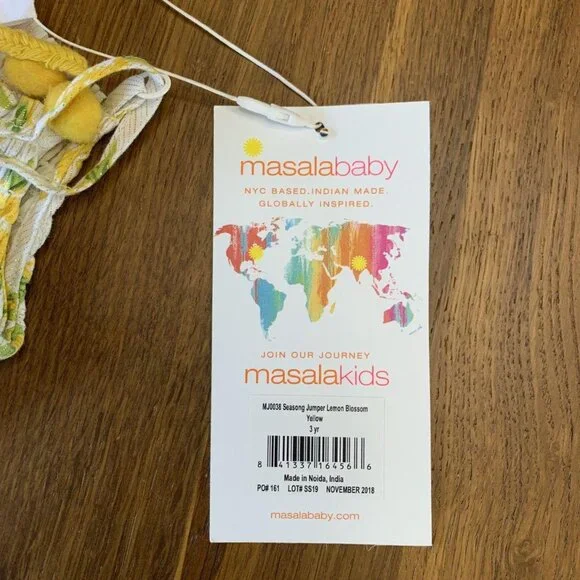 masalababy
NYC BASED.INDIAN MADE.
GLOBALLY INSPIRED.
JOIN OUR JOURNEY
masalakids
MJ0038 Seasong Jumper Lemon Blossom
Yellow
3 yr
8 41337 16456 6
Made in Noida, India
PO# 161 LOT# SS19 NOVEMBER 2018
masalababy.com